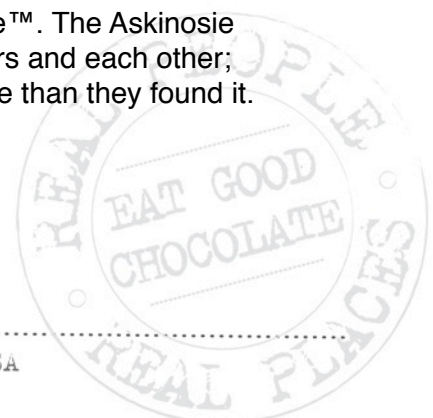 e™. The Askinosie
rs and each other;
e than they found it.
REAL PEOPLE
EAT GOOD
CHOCOLATE
REAL PLACES